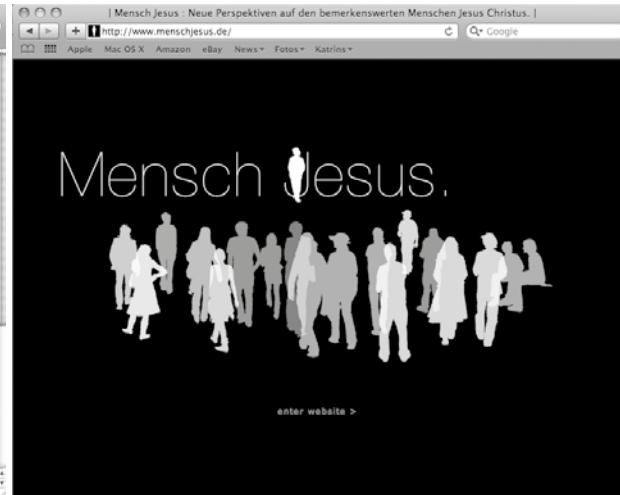 | Mensch Jesus : Neue Perspektiven auf den bemerkenswerten Menschen Jesus Christus. |
http://www.menschjesus.de/
Google
Apple Mac OS X Amazon eBay News Fotos Katrins
Mensch Jesus.
enter website >